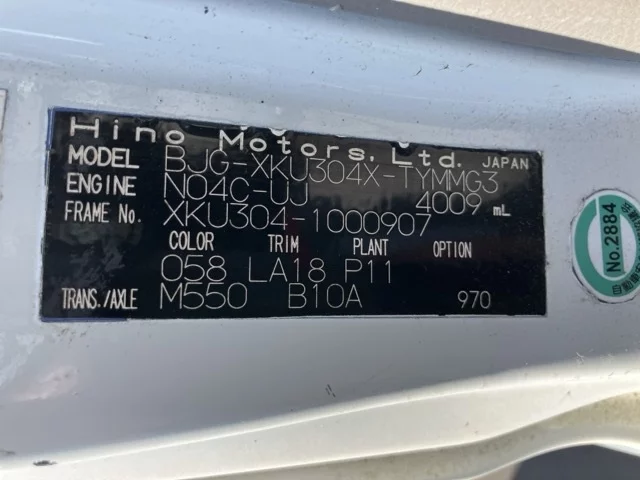 Hino Motors, Ltd. JAPAN
MODEL BJG-XKU304X-TYMMG3
ENGINE N04C-UJ 4009 mL
FRAME No. XKU304-1000907
COLOR TRIM PLANT OPTION
058 LA18 P11
TRANS./AXLE M550 B10A 970
No.2884